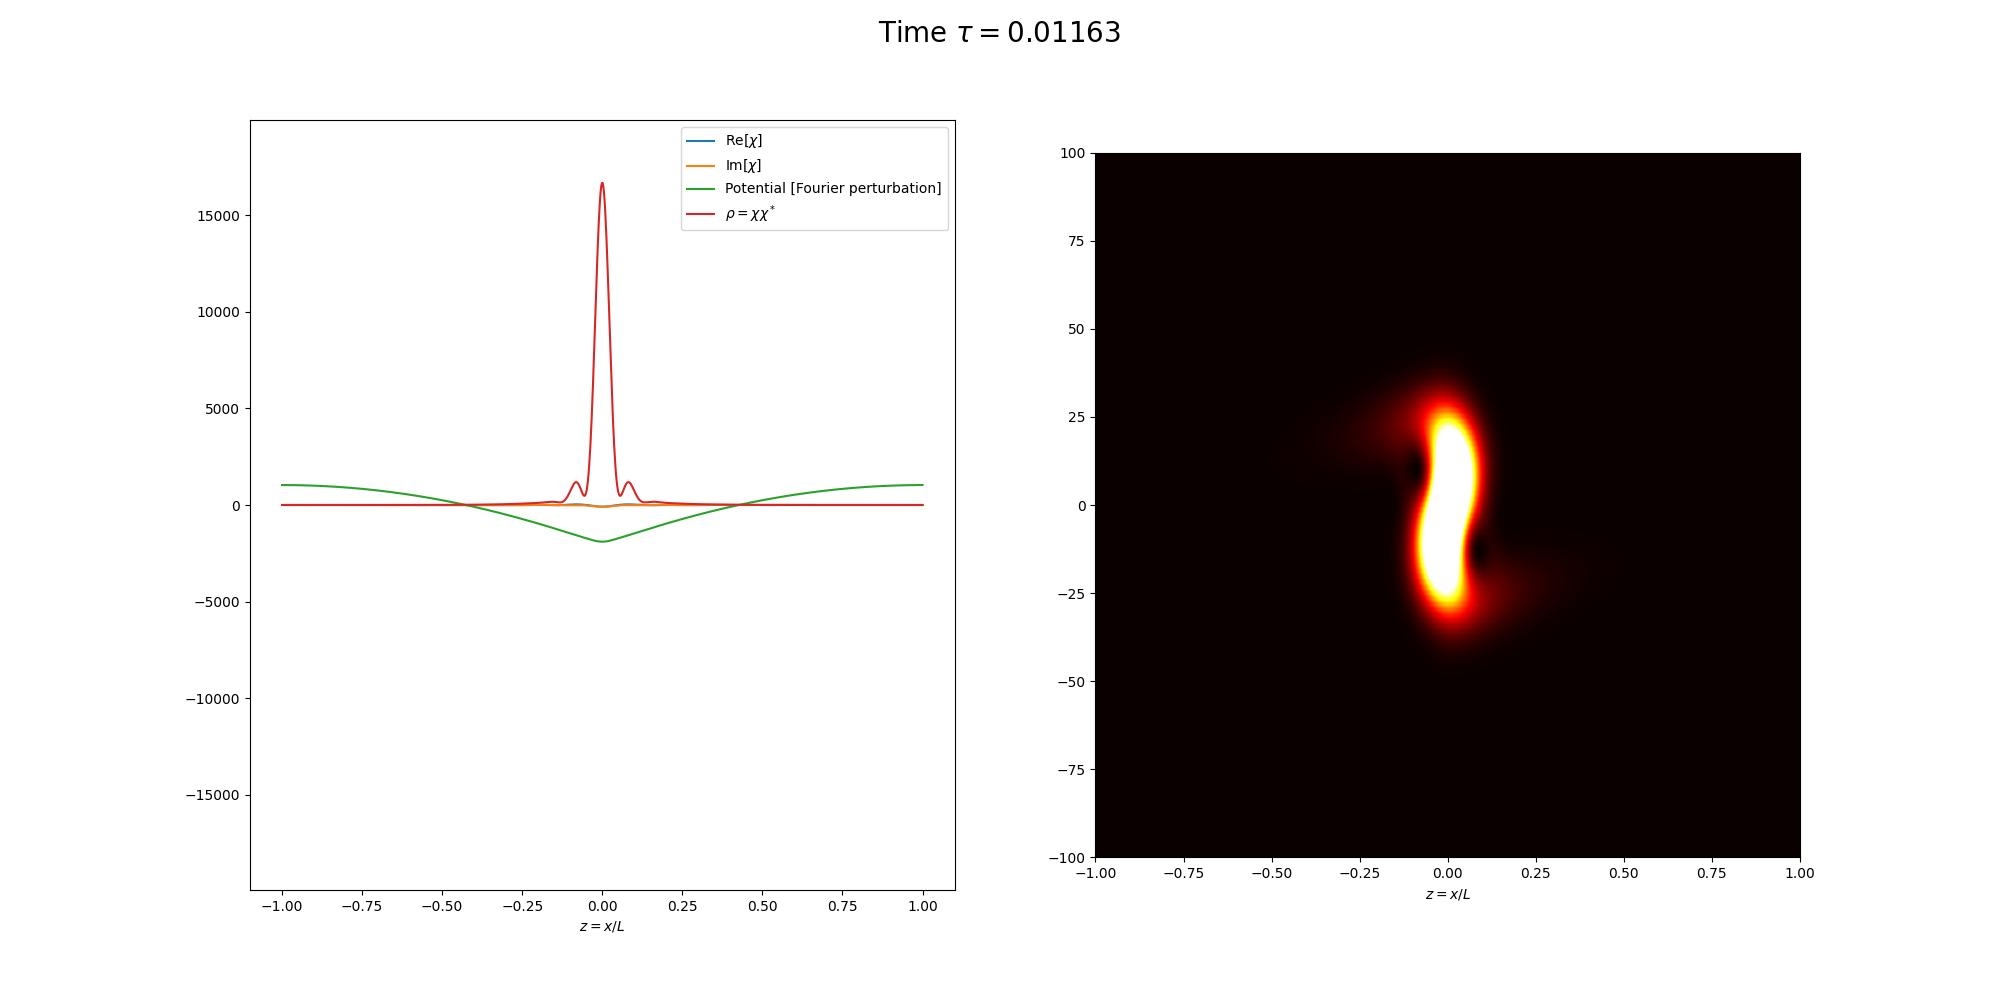 Time τ = 0.01163
Re[χ]
Im[χ]
Potential [Fourier perturbation]
ρ = χχ*
15000
10000
5000
0
−5000
−10000
−15000
−1.00 −0.75 −0.50 −0.25 0.00 0.25 0.50 0.75 1.00
z = x/L
100
75
50
25
0
−25
−50
−75
−100
−1.00 −0.75 −0.50 −0.25 0.00 0.25 0.50 0.75 1.00
z = x/L